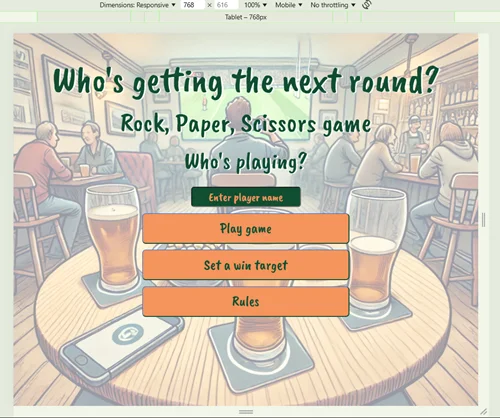 Dimensions: Responsive 768 × 616 100% Mobile No throttling
Tablet – 768px
Who's getting the next round?
Rock, Paper, Scissors game
Who's playing?
Enter player name
Play game
Set a win target
Rules